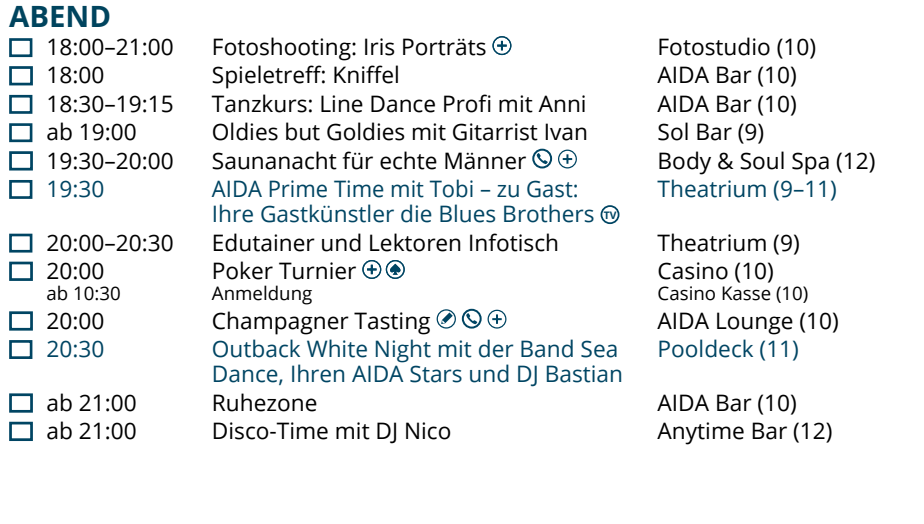 ABEND
18:00–21:00 Fotoshooting: Iris Porträts Fotostudio (10)
18:00 Spieletreff: Kniffel AIDA Bar (10)
18:30–19:15 Tanzkurs: Line Dance Profi mit Anni AIDA Bar (10)
ab 19:00 Oldies but Goldies mit Gitarrist Ivan Sol Bar (9)
19:30–20:00 Saunanacht für echte Männer Body & Soul Spa (12)
19:30 AIDA Prime Time mit Tobi – zu Gast: Theatrium (9–11)
Ihre Gastkünstler die Blues Brothers TV
20:00–20:30 Edutainer und Lektoren Infotisch Theatrium (9)
20:00 Poker Turnier Casino (10)
ab 10:30 Anmeldung Casino Kasse (10)
20:00 Champagner Tasting AIDA Lounge (10)
20:30 Outback White Night mit der Band Sea Pooldeck (11)
Dance, Ihren AIDA Stars und DJ Bastian
ab 21:00 Ruhezone AIDA Bar (10)
ab 21:00 Disco-Time mit DJ Nico Anytime Bar (12)